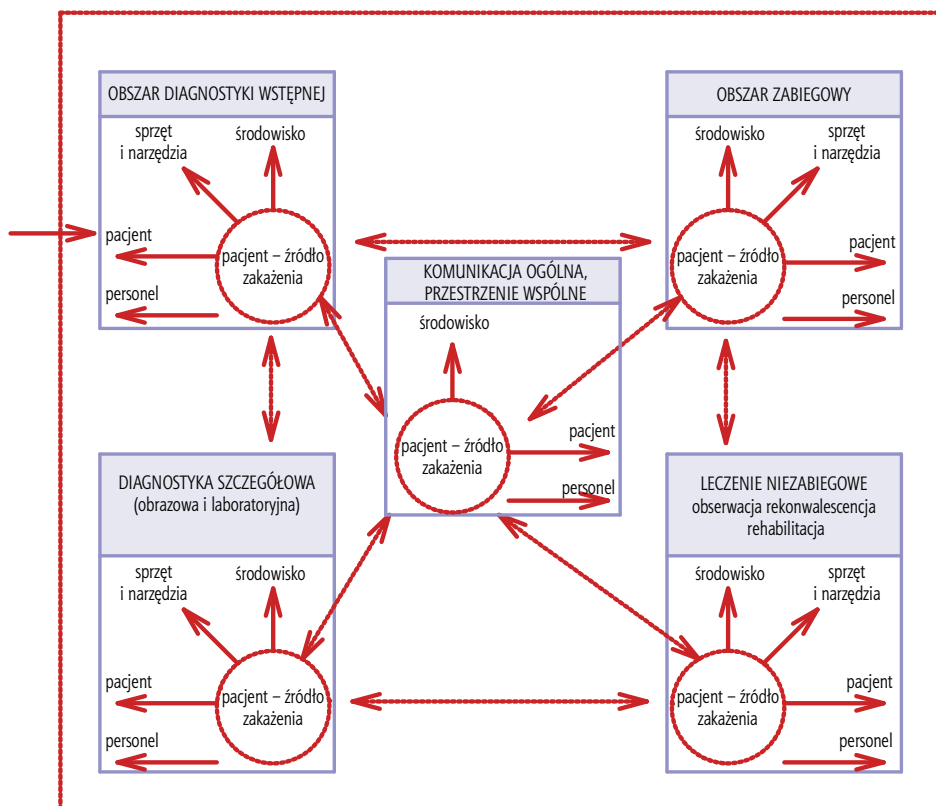 OBSZAR DIAGNOSTYKI WSTĘPNEJ
sprzęt
i narzędzia
środowisko
pacjent
personel
pacjent – źródło
zakażenia
OBSZAR ZABIEGOWY
środowisko
sprzęt
i narzędzia
pacjent – źródło
zakażenia
pacjent
personel
KOMUNIKACJA OGÓLNA,
PRZESTRZENIE WSPÓLNE
środowisko
pacjent – źródło
zakażenia
pacjent
personel
DIAGNOSTYKA SZCZEGÓŁOWA
(obrazowa i laboratoryjna)
sprzęt
i narzędzia
środowisko
pacjent
personel
pacjent – źródło
zakażenia
LECZENIE NIEZABIEGOWE
obserwacja rekonwalescencja
rehabilitacja
środowisko
sprzęt
i narzędzia
pacjent – źródło
zakażenia
pacjent
personel